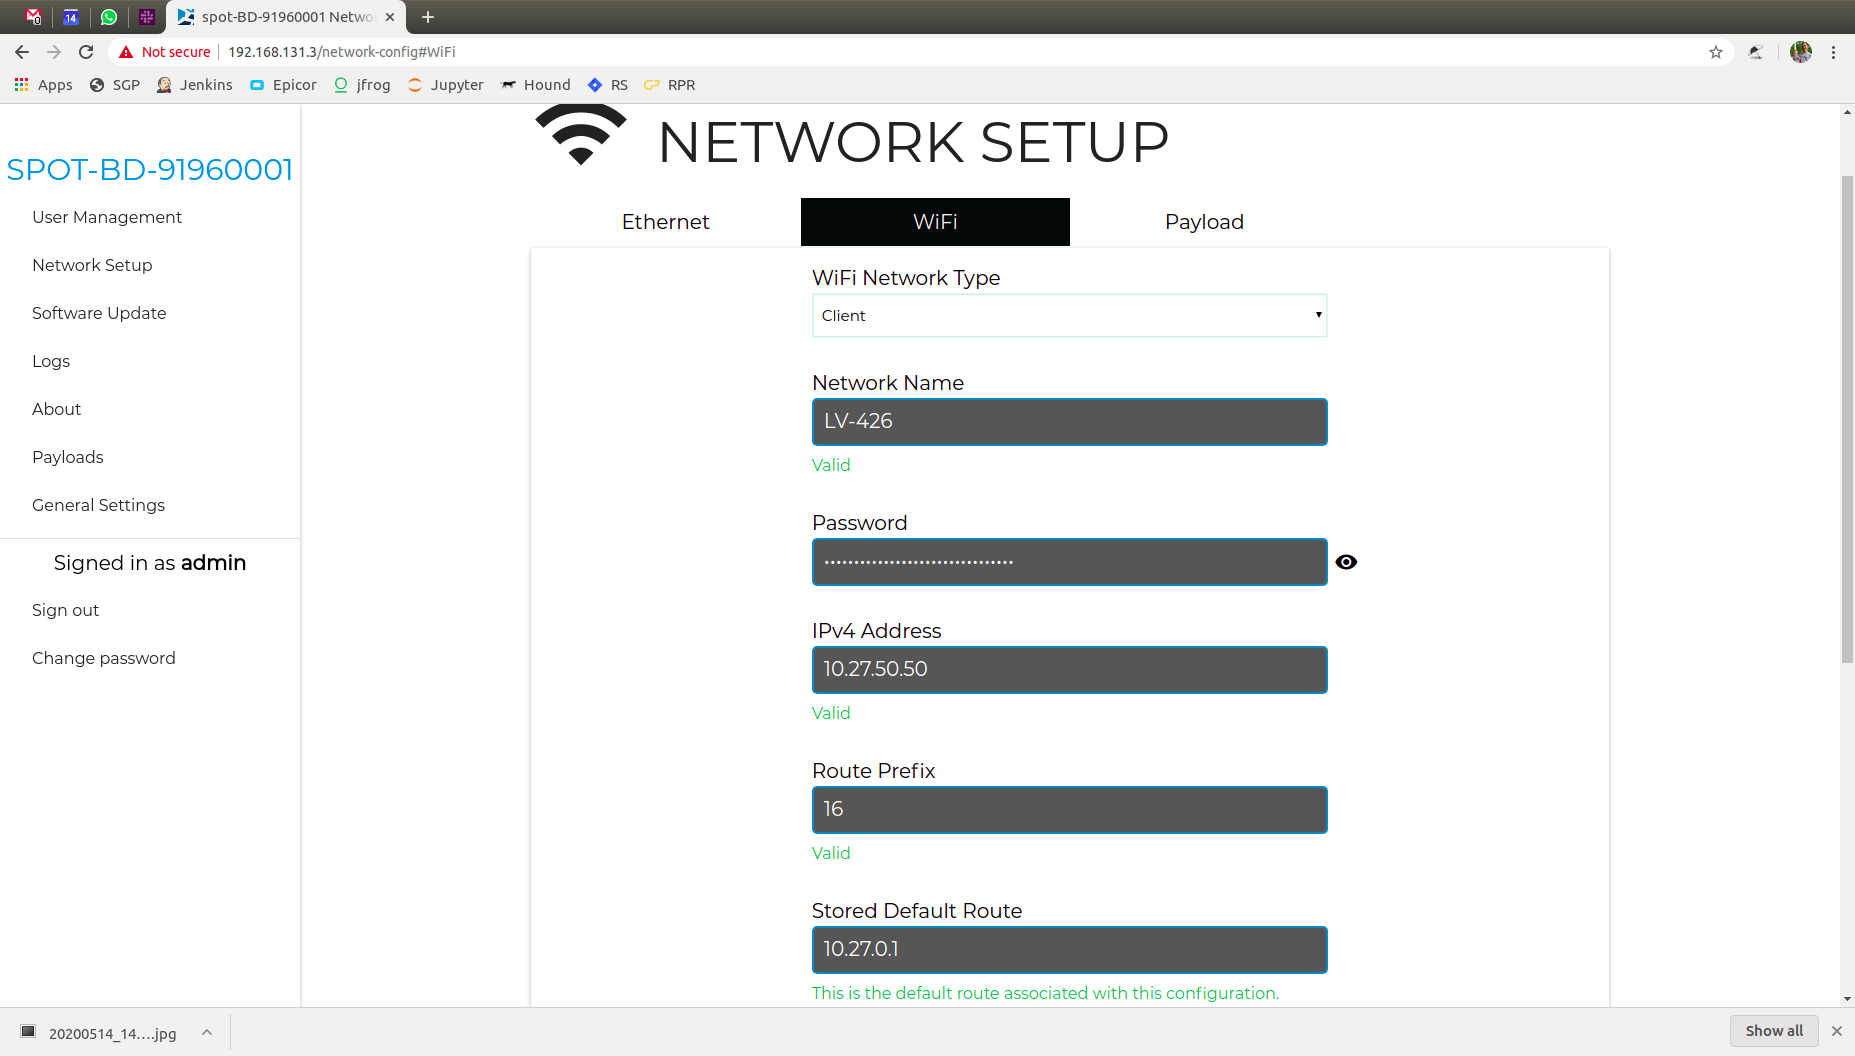 0
14
spot-BD-91960001 Netwo
Not secure
192.168.131.3/network-config#WiFi
Apps
SGP
Jenkins
Epicor
jfrog
Jupyter
Hound
RS
RPR
SPOT-BD-91960001
User Management
Network Setup
Software Update
Logs
About
Payloads
General Settings
Signed in as admin
Sign out
Change password
NETWORK SETUP
Ethernet
WiFi
Payload
WiFi Network Type
Client
Network Name
LV-426
Valid
Password
••••••••••••••••••••••••••••••••
IPv4 Address
10.27.50.50
Valid
Route Prefix
16
Valid
Stored Default Route
10.27.0.1
This is the default route associated with this configuration.
20200514_14….jpg
Show all